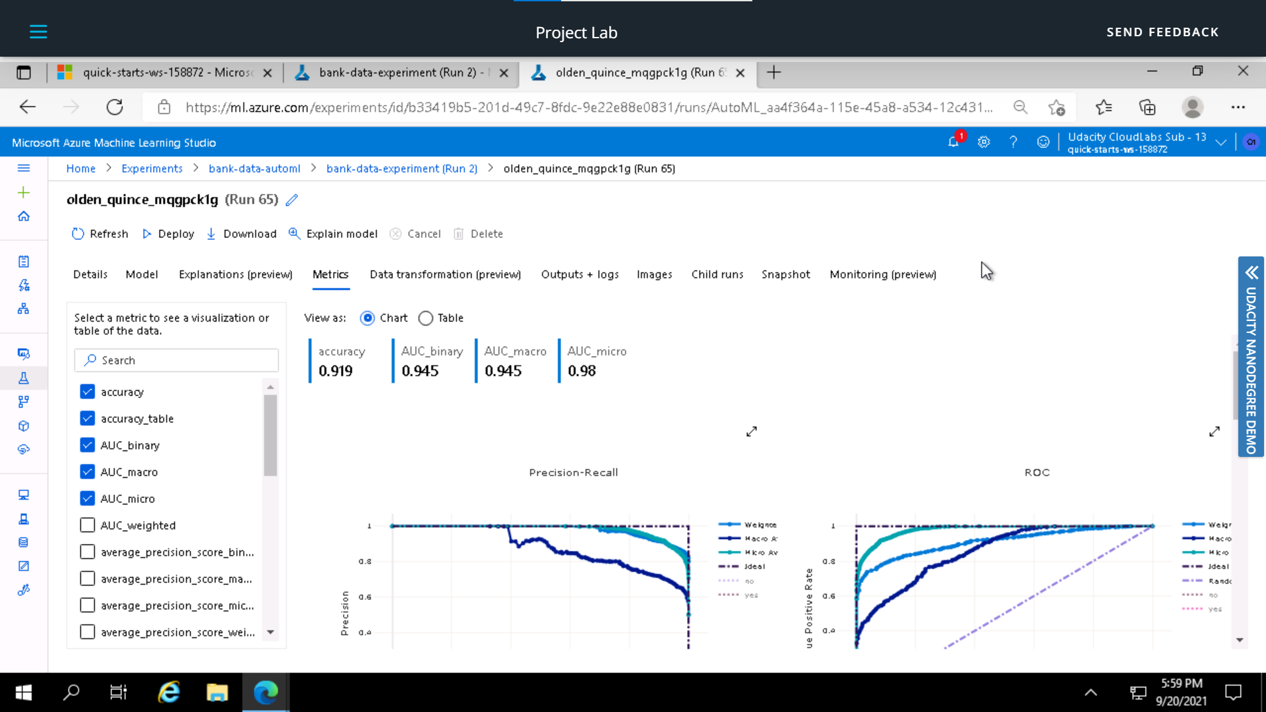 Project Lab
SEND FEEDBACK
quick-starts-ws-158872 - Micros
bank-data-experiment (Run 2) -
olden_quince_mqgpck1g (Run 6
https://ml.azure.com/experiments/id/b33419b5-201d-49c7-8fdc-9e22e88e0831/runs/AutoML_aa4f364a-115e-45a8-a534-12c431...
Microsoft Azure Machine Learning Studio
1
Udacity CloudLabs Sub - 13
quick-starts-ws-158872
Home > Experiments > bank-data-automl > bank-data-experiment (Run 2) > olden_quince_mqgpck1g (Run 65)
olden_quince_mqgpck1g (Run 65)
Refresh Deploy Download Explain model Cancel Delete
Details Model Explanations (preview) Metrics Data transformation (preview) Outputs + logs Images Child runs Snapshot Monitoring (preview)
Select a metric to see a visualization or
table of the data.
Search
accuracy
accuracy_table
AUC_binary
AUC_macro
AUC_micro
AUC_weighted
average_precision_score_bin...
average_precision_score_ma...
average_precision_score_mic...
average_precision_score_wei...
View as: Chart Table
accuracy AUC_binary AUC_macro AUC_micro
0.919 0.945 0.945 0.98
Precision-Recall
1
0.8
0.6
0.4
Precision
Weighte
Macro Av
Micro Av
Ideal
no
yes
ROC
1
0.8
0.6
0.4
ue Positive Rate
Weigh
Macro
Micro
Ideal
Rando
no
yes
UDACITY NANODEGREE DEMO
5:59 PM
9/20/2021